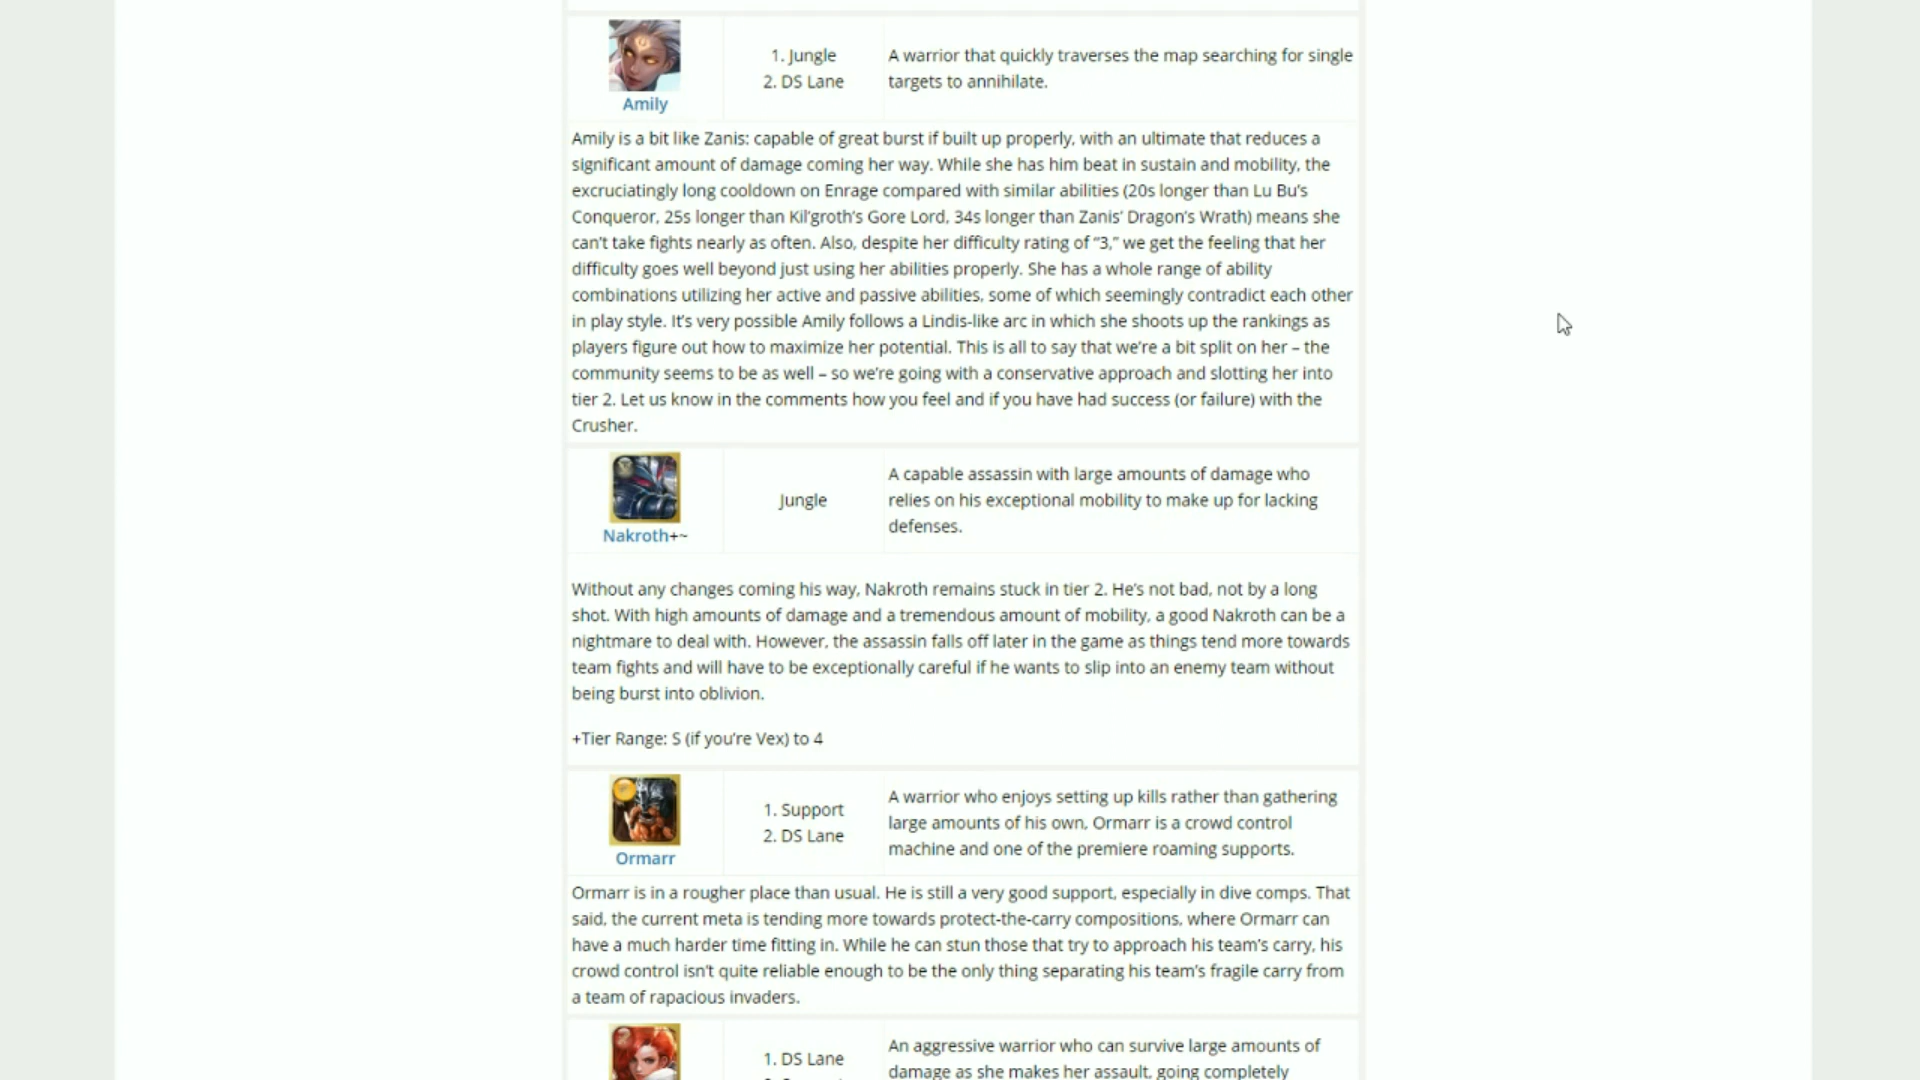 Amily
1. Jungle
2. DS Lane
A warrior that quickly traverses the map searching for single
targets to annihilate.
Amily is a bit like Zanis: capable of great burst if built up properly, with an ultimate that reduces a
significant amount of damage coming her way. While she has him beat in sustain and mobility, the
excruciatingly long cooldown on Enrage compared with similar abilities (20s longer than Lu Bu’s
Conqueror, 25s longer than Kil’groth’s Gore Lord, 34s longer than Zanis’ Dragon’s Wrath) means she
can’t take fights nearly as often. Also, despite her difficulty rating of “3,” we get the feeling that her
difficulty goes well beyond just using her abilities properly. She has a whole range of ability
combinations utilizing her active and passive abilities, some of which seemingly contradict each other
in play style. It’s very possible Amily follows a Lindis-like arc in which she shoots up the rankings as
players figure out how to maximize her potential. This is all to say that we’re a bit split on her – the
community seems to be as well – so we’re going with a conservative approach and slotting her into
tier 2. Let us know in the comments how you feel and if you have had success (or failure) with the
Crusher.
Nakroth+~
Jungle
A capable assassin with large amounts of damage who
relies on his exceptional mobility to make up for lacking
defenses.
Without any changes coming his way, Nakroth remains stuck in tier 2. He’s not bad, not by a long
shot. With high amounts of damage and a tremendous amount of mobility, a good Nakroth can be a
nightmare to deal with. However, the assassin falls off later in the game as things tend more towards
team fights and will have to be exceptionally careful if he wants to slip into an enemy team without
being burst into oblivion.
+Tier Range: S (if you’re Vex) to 4
Ormarr
1. Support
2. DS Lane
A warrior who enjoys setting up kills rather than gathering
large amounts of his own, Ormarr is a crowd control
machine and one of the premiere roaming supports.
Ormarr is in a rougher place than usual. He is still a very good support, especially in dive comps. That
said, the current meta is tending more towards protect-the-carry compositions, where Ormarr can
have a much harder time fitting in. While he can stun those that try to approach his team’s carry, his
crowd control isn’t quite reliable enough to be the only thing separating his team’s fragile carry from
a team of rapacious invaders.
1. DS Lane
An aggressive warrior who can survive large amounts of
damage as she makes her assault, going completely